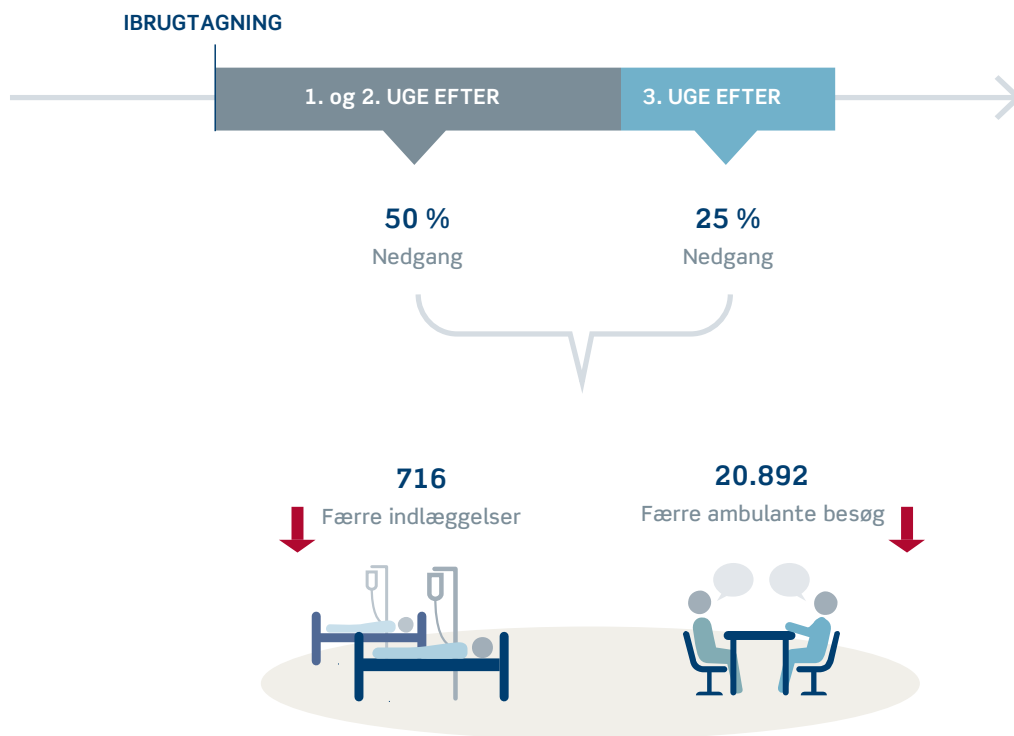 IBRUGTAGNING
1. og 2. UGE EFTER
3. UGE EFTER
50 %
Nedgang
25 %
Nedgang
716
Færre indlæggelser
20.892
Færre ambulante besøg